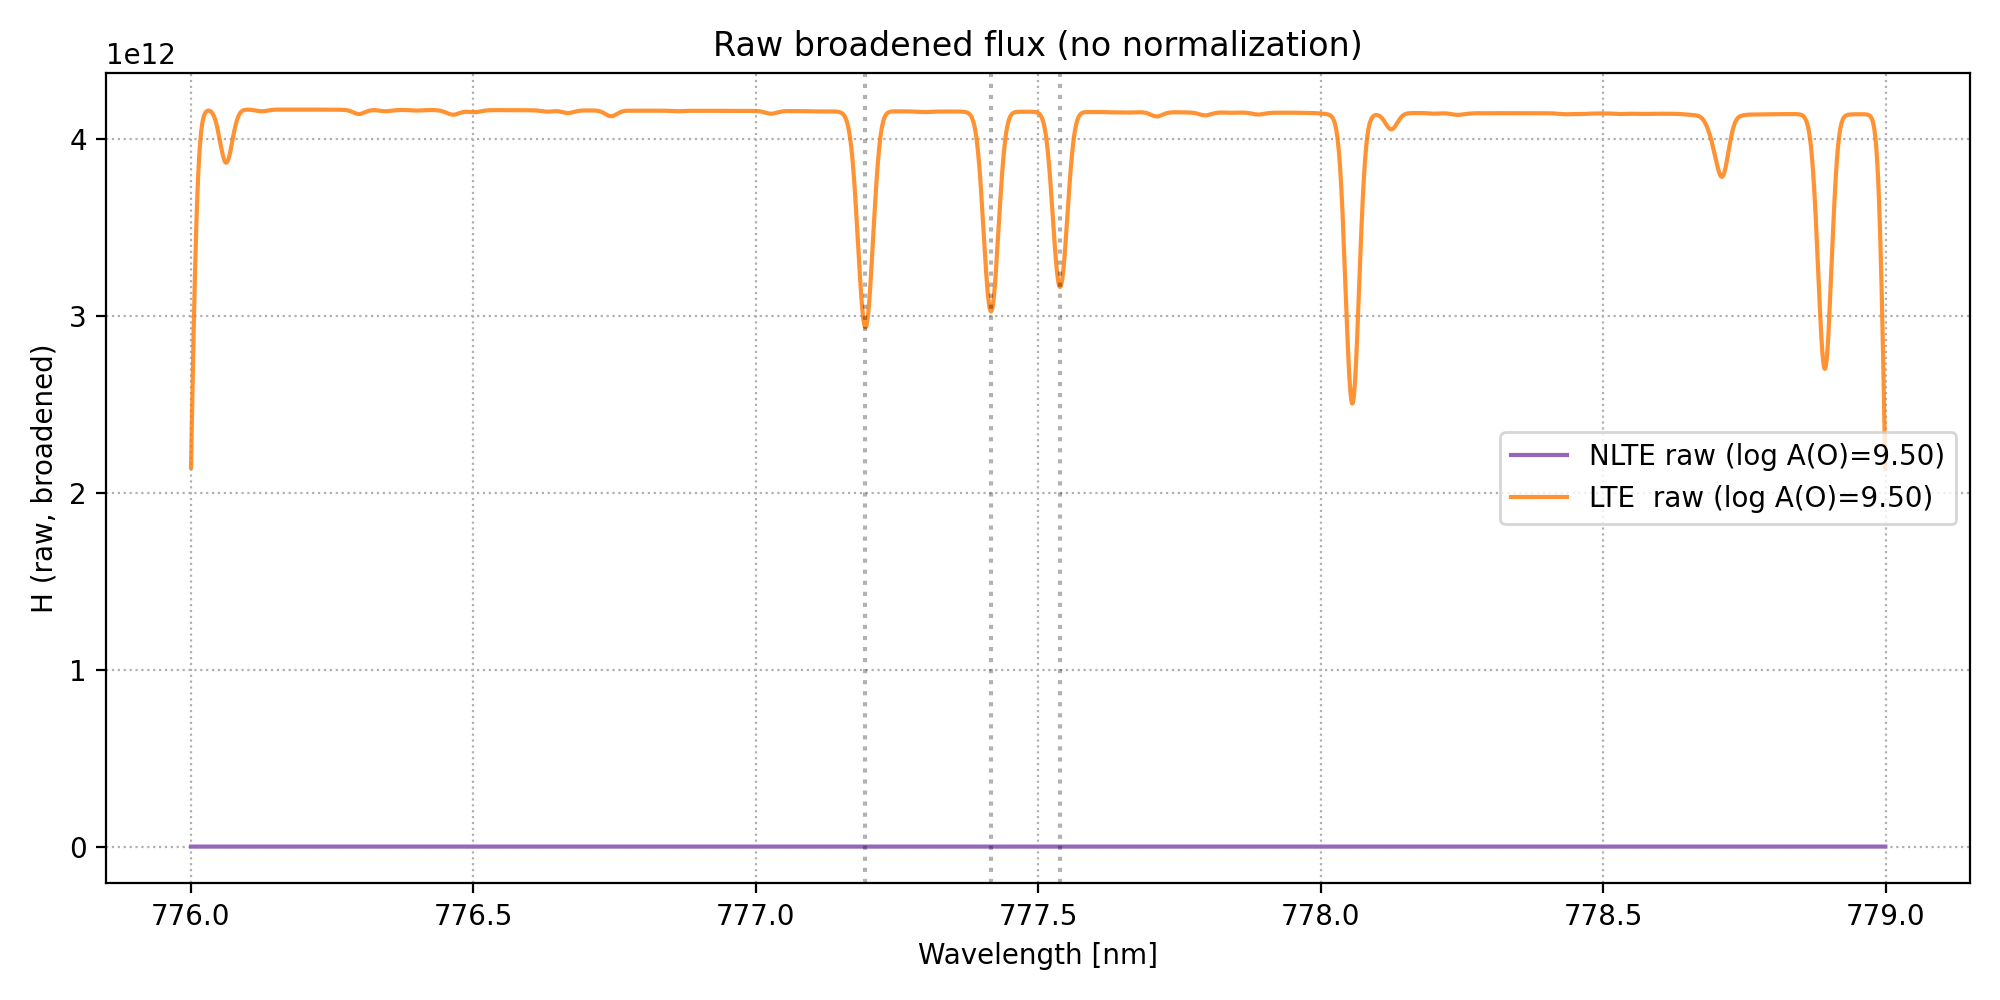 Raw broadened flux (no normalization)
1e12
4
3
2
1
0
H (raw, broadened)
NLTE raw (log A(O)=9.50)
LTE  raw (log A(O)=9.50)
776.0 776.5 777.0 777.5 778.0 778.5 779.0
Wavelength [nm]